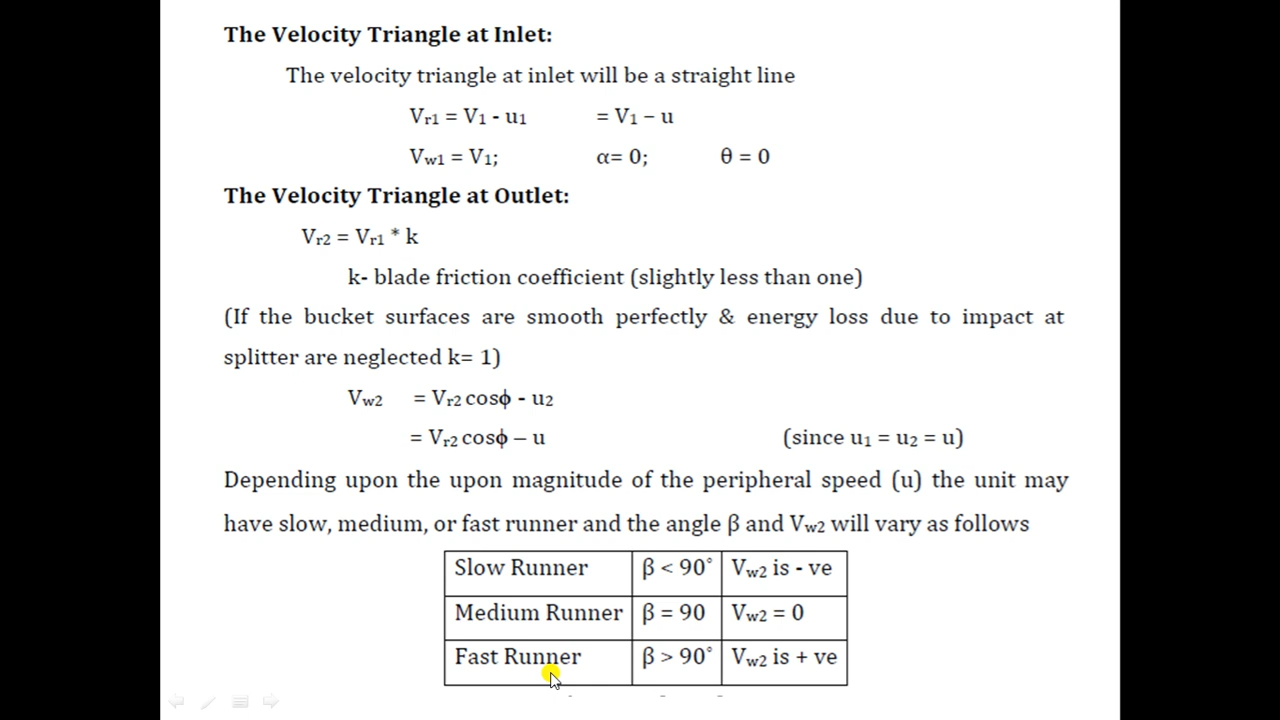 The Velocity Triangle at Inlet:
The velocity triangle at inlet will be a straight line
Vr1 = V1 - u1 = V1 – u
Vw1 = V1; α= 0; θ = 0
The Velocity Triangle at Outlet:
Vr2 = Vr1 * k
k- blade friction coefficient (slightly less than one)
(If the bucket surfaces are smooth perfectly & energy loss due to impact at
splitter are neglected k= 1)
Vw2 = Vr2 cosϕ - u2
= Vr2 cosϕ – u (since u1 = u2 = u)
Depending upon the upon magnitude of the peripheral speed (u) the unit may
have slow, medium, or fast runner and the angle β and Vw2 will vary as follows
Slow Runner β < 90° Vw2 is - ve
Medium Runner β = 90 Vw2 = 0
Fast Runner β > 90° Vw2 is + ve